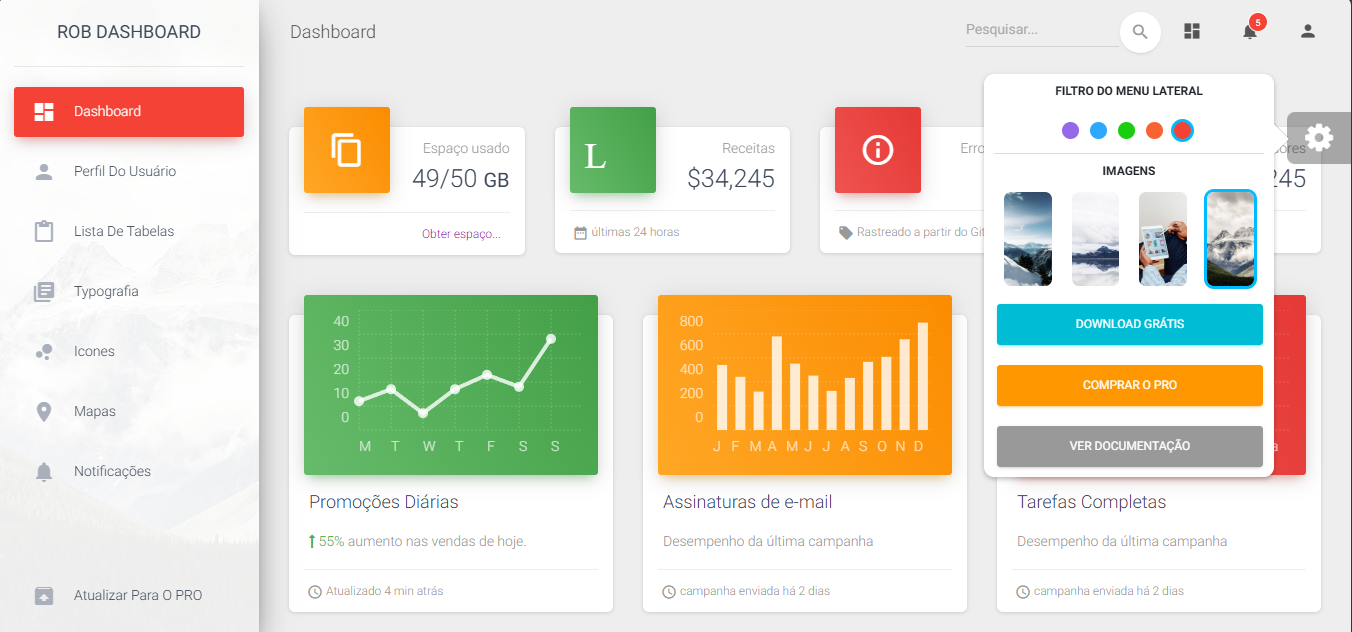 ROB DASHBOARD
Dashboard
Perfil Do Usuário
Lista De Tabelas
Typografia
Icones
Mapas
Notificações
Atualizar Para O PRO
Dashboard
Pesquisar...
5
Espaço usado
49/50 GB
Obter espaço...
L
Receitas
$34,245
últimas 24 horas
Rastreado a partir do
FILTRO DO MENU LATERAL
IMAGENS
DOWNLOAD GRÁTIS
COMPRAR O PRO
VER DOCUMENTAÇÃO
40
30
20
10
0
M T W T F S S
Promoções Diárias
55% aumento nas vendas de hoje.
Atualizado 4 min atrás
800
600
400
200
0
J F M A M J J A S O N D
Assinaturas de e-mail
Desempenho da última campanha
campanha enviada há 2 dias
Tarefas Completas
Desempenho da última campanha
campanha enviada há 2 dias